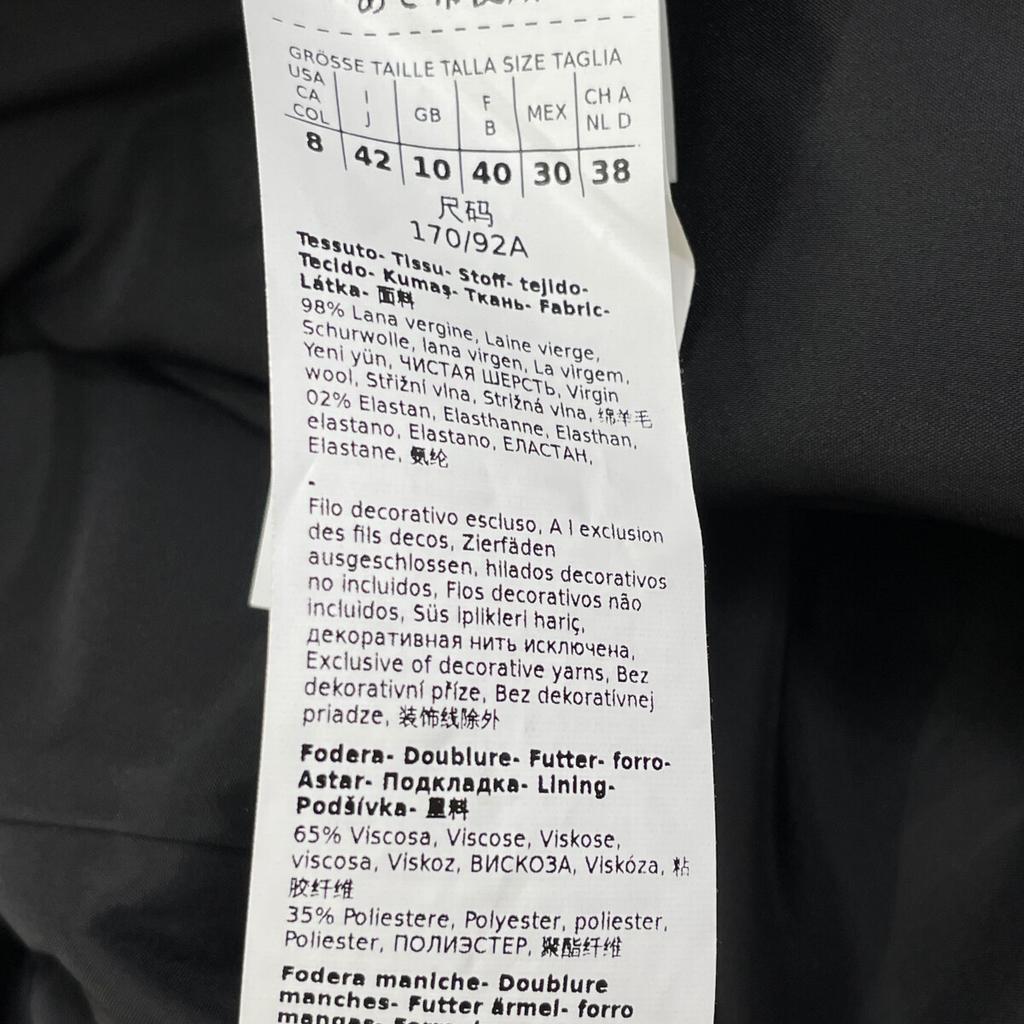 GRÖSSE TAILLE TALLA SIZE TAGLIA
USA CA COL I J GB F B MEX CH A NL D
8 42 10 40 30 38
尺码
170/92A
Tessuto- Tissu- Stoff- tejido-
Tecido- Kumaş- Ткань- Fabric-
Látka- 面料
98% Lana vergine, Laine vierge,
Schurwolle, lana virgen, La virgem,
Yeni yün, ЧИСТАЯ ШЕРСТЬ, Virgin
wool, Střižní vlna, Strižná vlna, 绵羊毛
02% Elastan, Elasthanne, Elasthan,
elastano, Elastano, ЕЛАСТАН,
Elastane, 氨纶
-
Filo decorativo escluso, A l exclusion
des fils decos, Zierfäden
ausgeschlossen, hilados decorativos
no incluidos, Fios decorativos não
incluidos, Süs iplikleri hariç,
декоративная нить исключена,
Exclusive of decorative yarns, Bez
dekorativní příze, Bez dekoratívnej
priadze, 装饰线除外
Fodera- Doublure- Futter- forro-
Astar- Подкладка- Lining-
Podšívka- 里料
65% Viscosa, Viscose, Viskose,
viscosa, Viskoz, ВИСКОЗА, Viskóza, 粘
胶纤维
35% Poliestere, Polyester, poliester,
Poliester, ПОЛИЭСТЕР, 聚酯纤维
Fodera maniche- Doublure
manches- Futter ärmel- forro